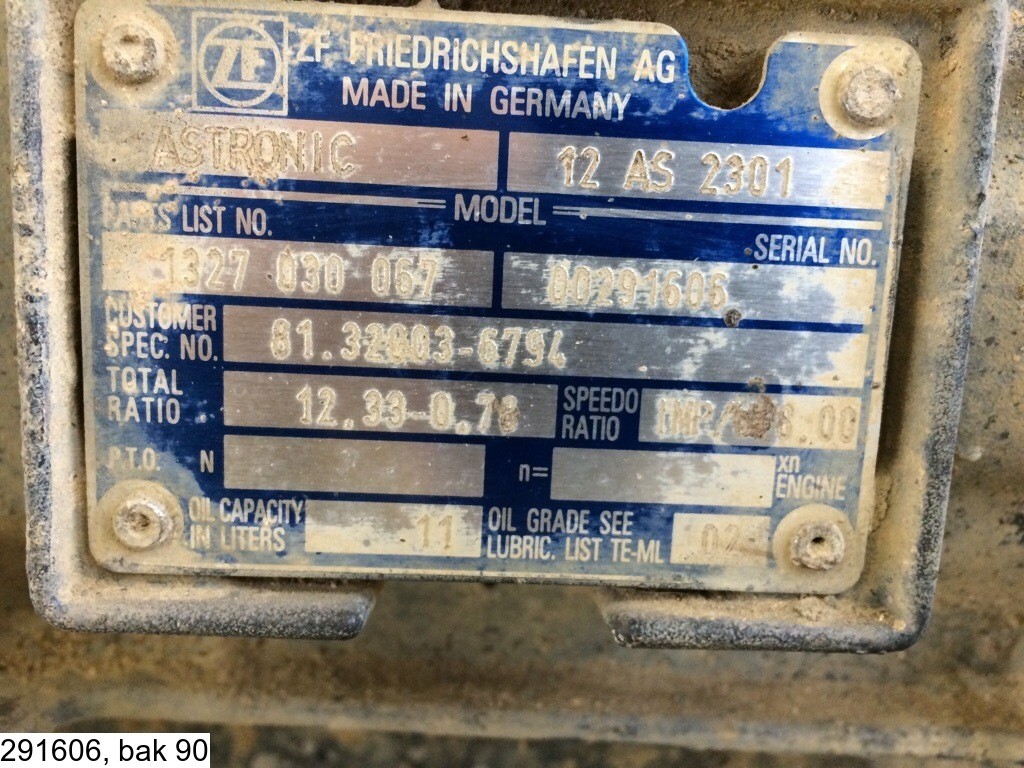 ZF
ZF FRIEDRICHSHAFEN AG
MADE IN GERMANY
ASTRONIC 12 AS 2301
MODEL
PARTS LIST NO. SERIAL NO.
1327 030 067 00291606
CUSTOMER
SPEC. NO. 81.32003-6794
TOTAL
RATIO 12,33-0,78 SPEEDO
RATIO
P.T.O. N n= xn
ENGINE
OIL CAPACITY
IN LITERS 11 OIL GRADE SEE
LUBRIC. LIST TE-ML 02
291606, bak 90